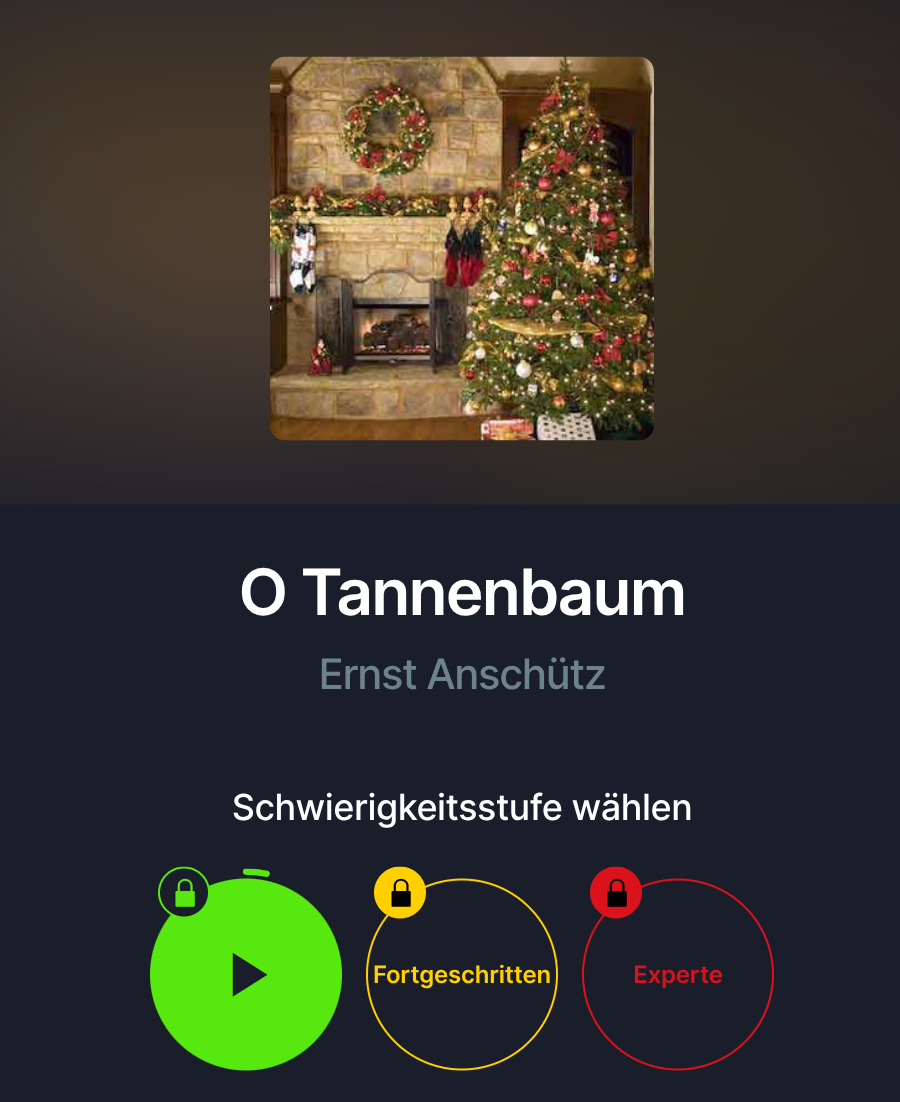 O Tannenbaum
Ernst Anschütz
Schwierigkeitsstufe wählen
Fortgeschritten
Experte